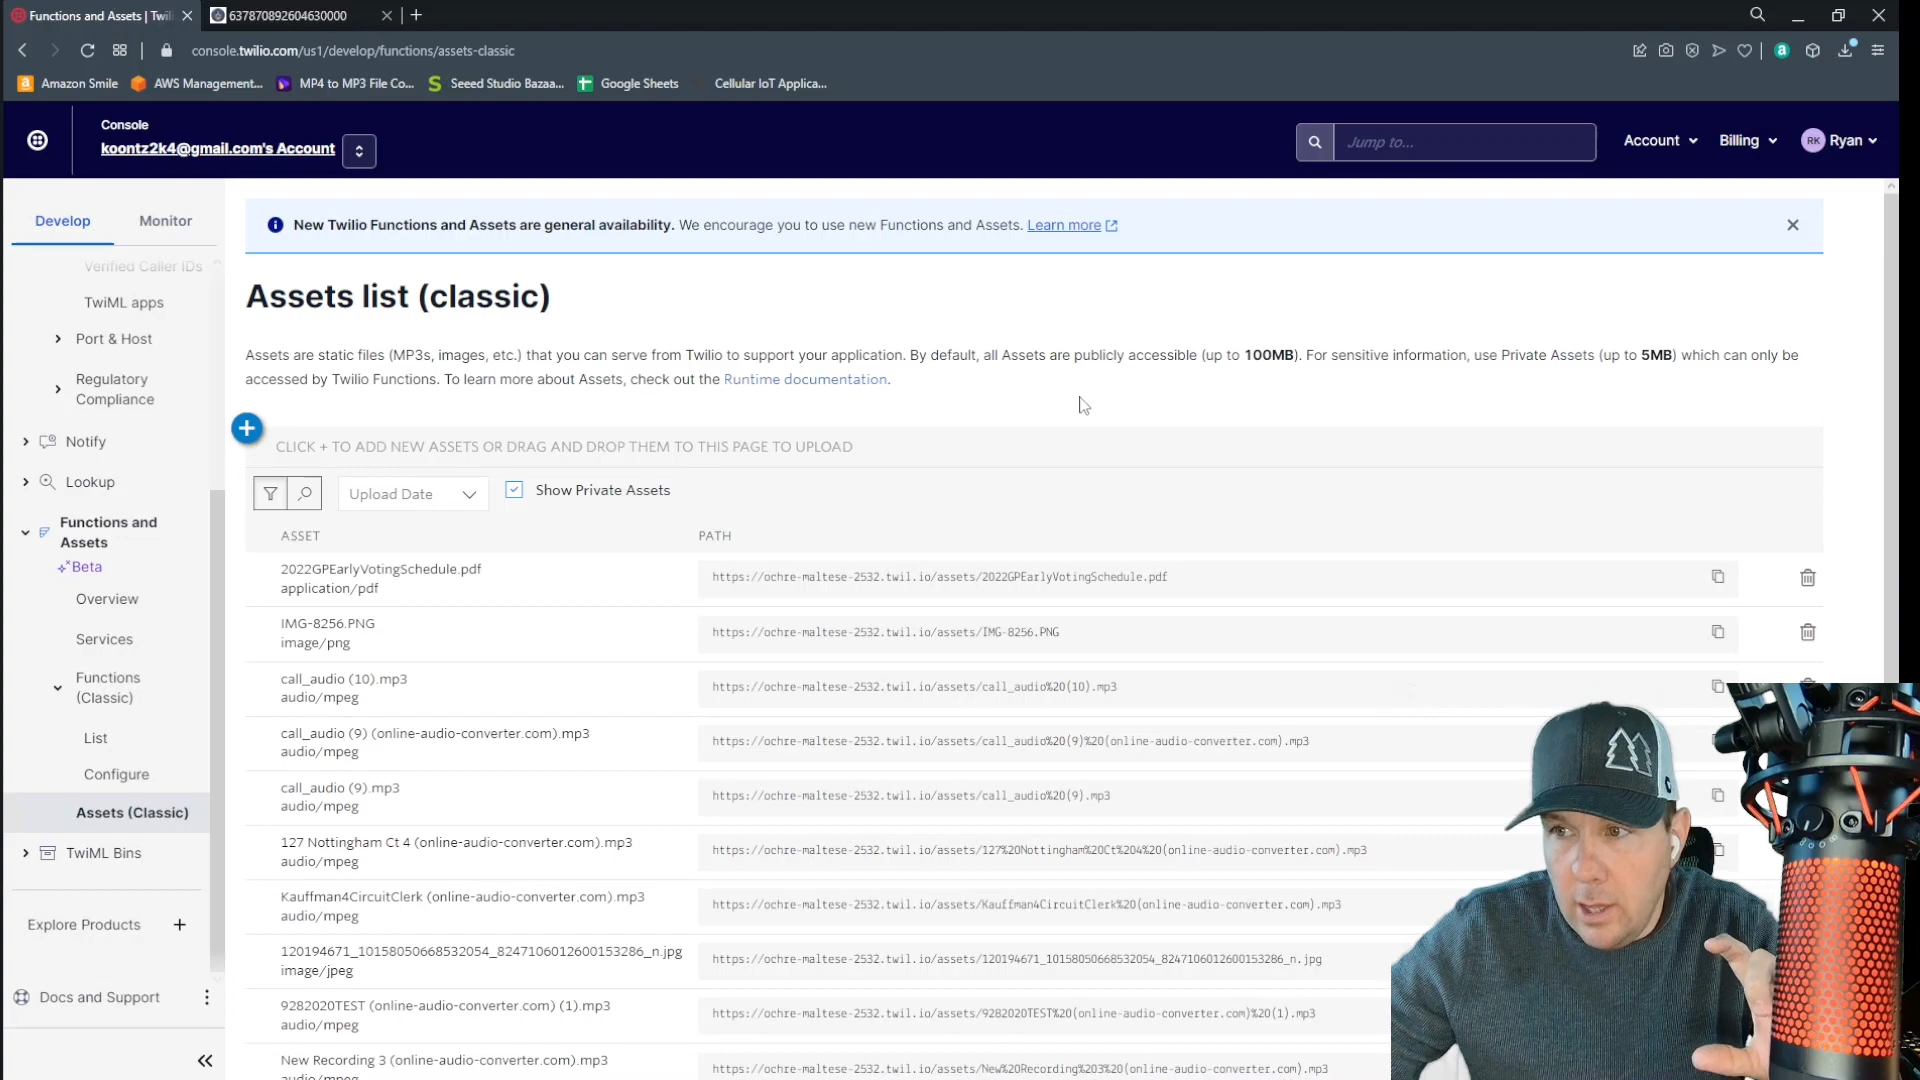 Functions and Assets | Twil
637870892604630000
console.twilio.com/us1/develop/functions/assets-classic
Amazon Smile
AWS Management...
MP4 to MP3 File Co...
Seeed Studio Bazaa...
Google Sheets
Cellular IoT Applica...
Console
koontz2k4@gmail.com's Account
Jump to...
Account
Billing
RK
Ryan
Develop
Monitor
Verified Caller IDs
TwiML apps
Port & Host
Regulatory
Compliance
Notify
Lookup
Functions and
Assets
Beta
Overview
Services
Functions
(Classic)
List
Configure
Assets (Classic)
TwiML Bins
Explore Products +
Docs and Support
New Twilio Functions and Assets are general availability. We encourage you to use new Functions and Assets. Learn more
Assets list (classic)
Assets are static files (MP3s, images, etc.) that you can serve from Twilio to support your application. By default, all Assets are publicly accessible (up to 100MB). For sensitive information, use Private Assets (up to 5MB) which can only be
accessed by Twilio Functions. To learn more about Assets, check out the Runtime documentation.
CLICK + TO ADD NEW ASSETS OR DRAG AND DROP THEM TO THIS PAGE TO UPLOAD
Upload Date
Show Private Assets
ASSET PATH
2022GPEarlyVotingSchedule.pdf
application/pdf
https://ochre-maltese-2532.twil.io/assets/2022GPEarlyVotingSchedule.pdf
IMG-8256.PNG
image/png
https://ochre-maltese-2532.twil.io/assets/IMG-8256.PNG
call_audio (10).mp3
audio/mpeg
https://ochre-maltese-2532.twil.io/assets/call_audio%20(10).mp3
call_audio (9) (online-audio-converter.com).mp3
audio/mpeg
https://ochre-maltese-2532.twil.io/assets/call_audio%20(9)%20(online-audio-converter.com).mp3
call_audio (9).mp3
audio/mpeg
https://ochre-maltese-2532.twil.io/assets/call_audio%20(9).mp3
127 Nottingham Ct 4 (online-audio-converter.com).mp3
audio/mpeg
https://ochre-maltese-2532.twil.io/assets/127%20Nottingham%20Ct%204%20(online-audio-converter.com).mp3
Kauffman4CircuitClerk (online-audio-converter.com).mp3
audio/mpeg
https://ochre-maltese-2532.twil.io/assets/Kauffman4CircuitClerk%20(online-audio-converter.com).mp3
120194671_10158050668532054_8247106012600153286_n.jpg
image/jpeg
https://ochre-maltese-2532.twil.io/assets/120194671_10158050668532054_8247106012600153286_n.jpg
9282020TEST (online-audio-converter.com) (1).mp3
audio/mpeg
https://ochre-maltese-2532.twil.io/assets/9282020TEST%20(online-audio-converter.com)%20(1).mp3
New Recording 3 (online-audio-converter.com).mp3
audio/mpeg
https://ochre-maltese-2532.twil.io/assets/New%20Recording%203%20(online-audio-converter.com).mp3